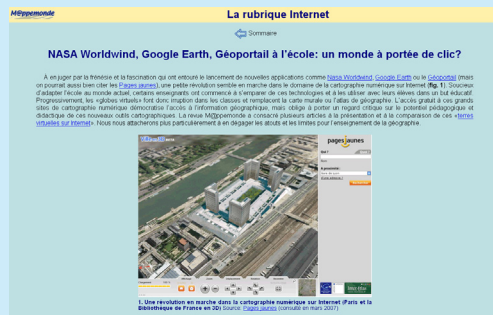 M@ppemonde
La rubrique Internet
Sommaire
NASA Worldwind, Google Earth, Géoportail à l'école: un monde à portée de clic?
À en juger par la frénésie et la fascination qui ont entouré le lancement de nouvelles applications comme Nasa Worldwind, Google Earth ou le Géoportail (mais
on pourrait aussi bien citer les Pages jaunes), une petite révolution semble en marche dans le domaine de la cartographie numérique sur Internet (fig. 1). Soucieux
d'adapter l'école au monde actuel, certains enseignants ont commencé à s'emparer de ces technologies et à les utiliser avec leurs élèves dans un but éducatif.
Progressivement, les «globes virtuels» font donc irruption dans les classes et remplacent la carte murale ou l'atlas de géographie. L'accès gratuit à ces grands
sites de cartographie numérique démocratise l'accès à l'information géographique, mais oblige à porter un regard critique sur le potentiel pédagogique et
didactique de ces nouveaux outils cartographiques. La revue M@ppemonde a consacré plusieurs articles à la présentation et à la comparaison de ces «terres
virtuelles sur Internet». Nous nous attacherons plus particulièrement à en dégager les atouts et les limites pour l'enseignement de la géographie.
pagesjaunes
1. Une révolution en marche dans la cartographie numérique sur Internet (Paris et la
Bibliothèque de France en 3D) Source: Pages jaunes (consulté en mars 2007)